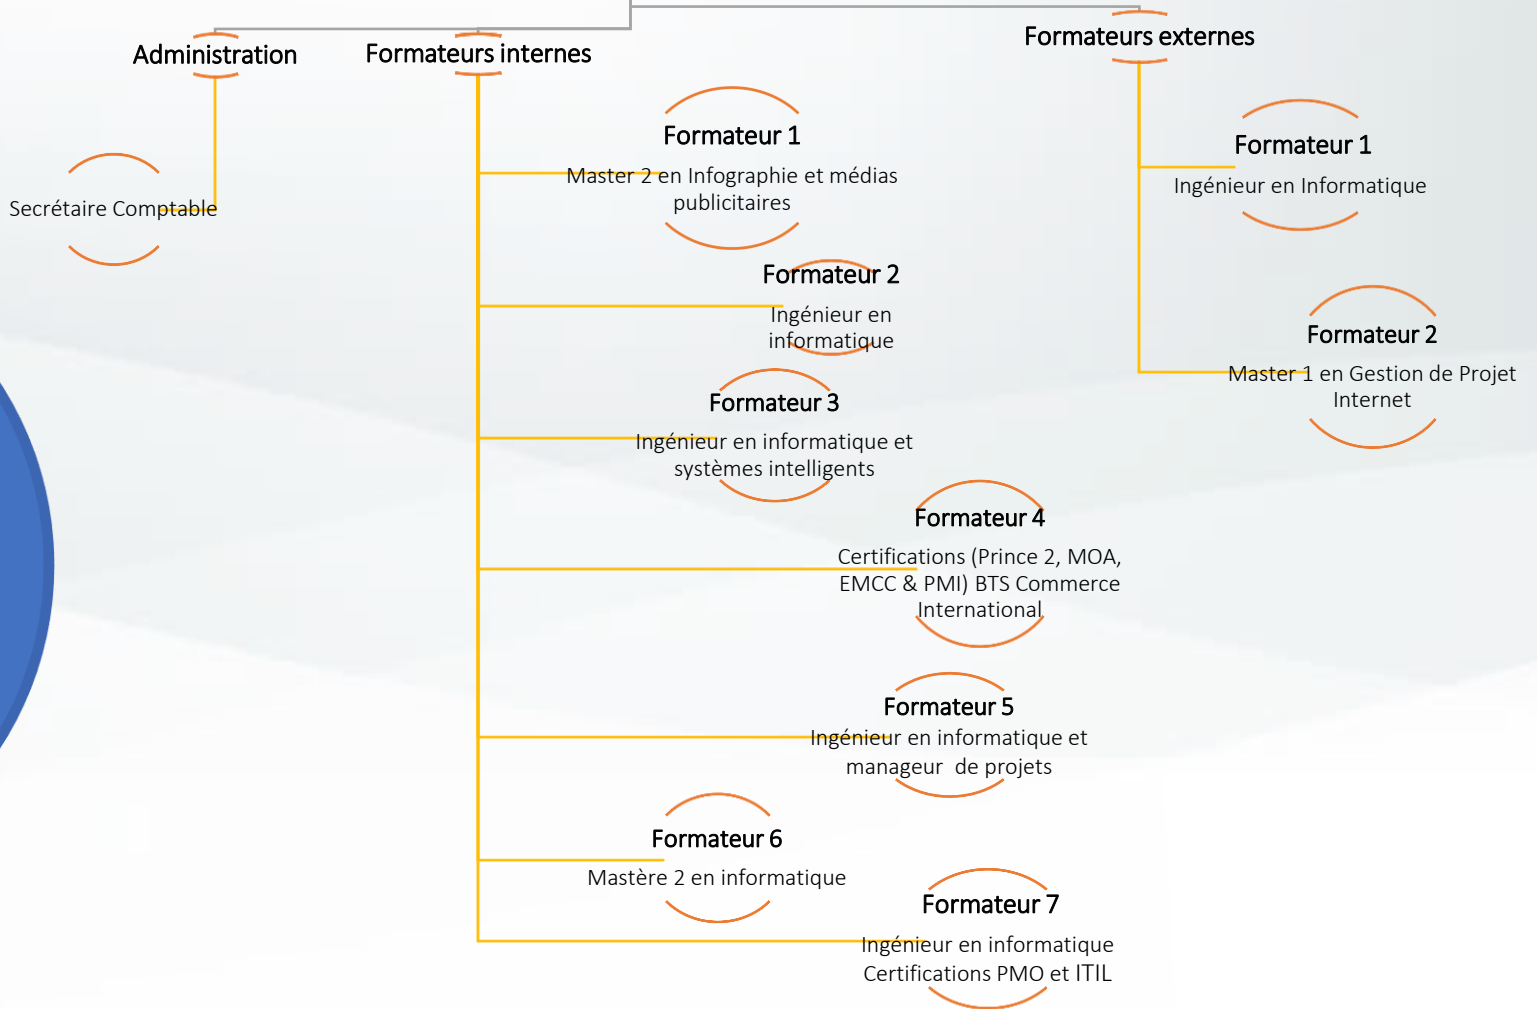 Administration
Formateurs internes
Formateurs externes
Secrétaire Comptable
Formateur 1
Master 2 en Infographie et médias
publicitaires
Formateur 2
Ingénieur en
informatique
Formateur 3
Ingénieur en informatique et
systèmes intelligents
Formateur 4
Certifications (Prince 2, MOA,
EMCC & PMI) BTS Commerce
International
Formateur 5
Ingénieur en informatique et
manageur  de projets
Formateur 6
Mastère 2 en informatique
Formateur 7
Ingénieur en informatique
Certifications PMO et ITIL
Formateur 1
Ingénieur en Informatique
Formateur 2
Master 1 en Gestion de Projet
Internet